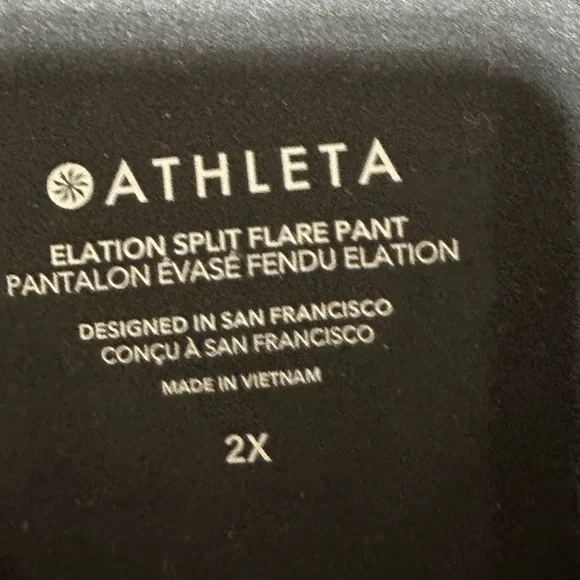 ATHLETA
ELATION SPLIT FLARE PANT
PANTALON ÉVASÉ FENDU ELATION
DESIGNED IN SAN FRANCISCO
CONÇU À SAN FRANCISCO
MADE IN VIETNAM
2X